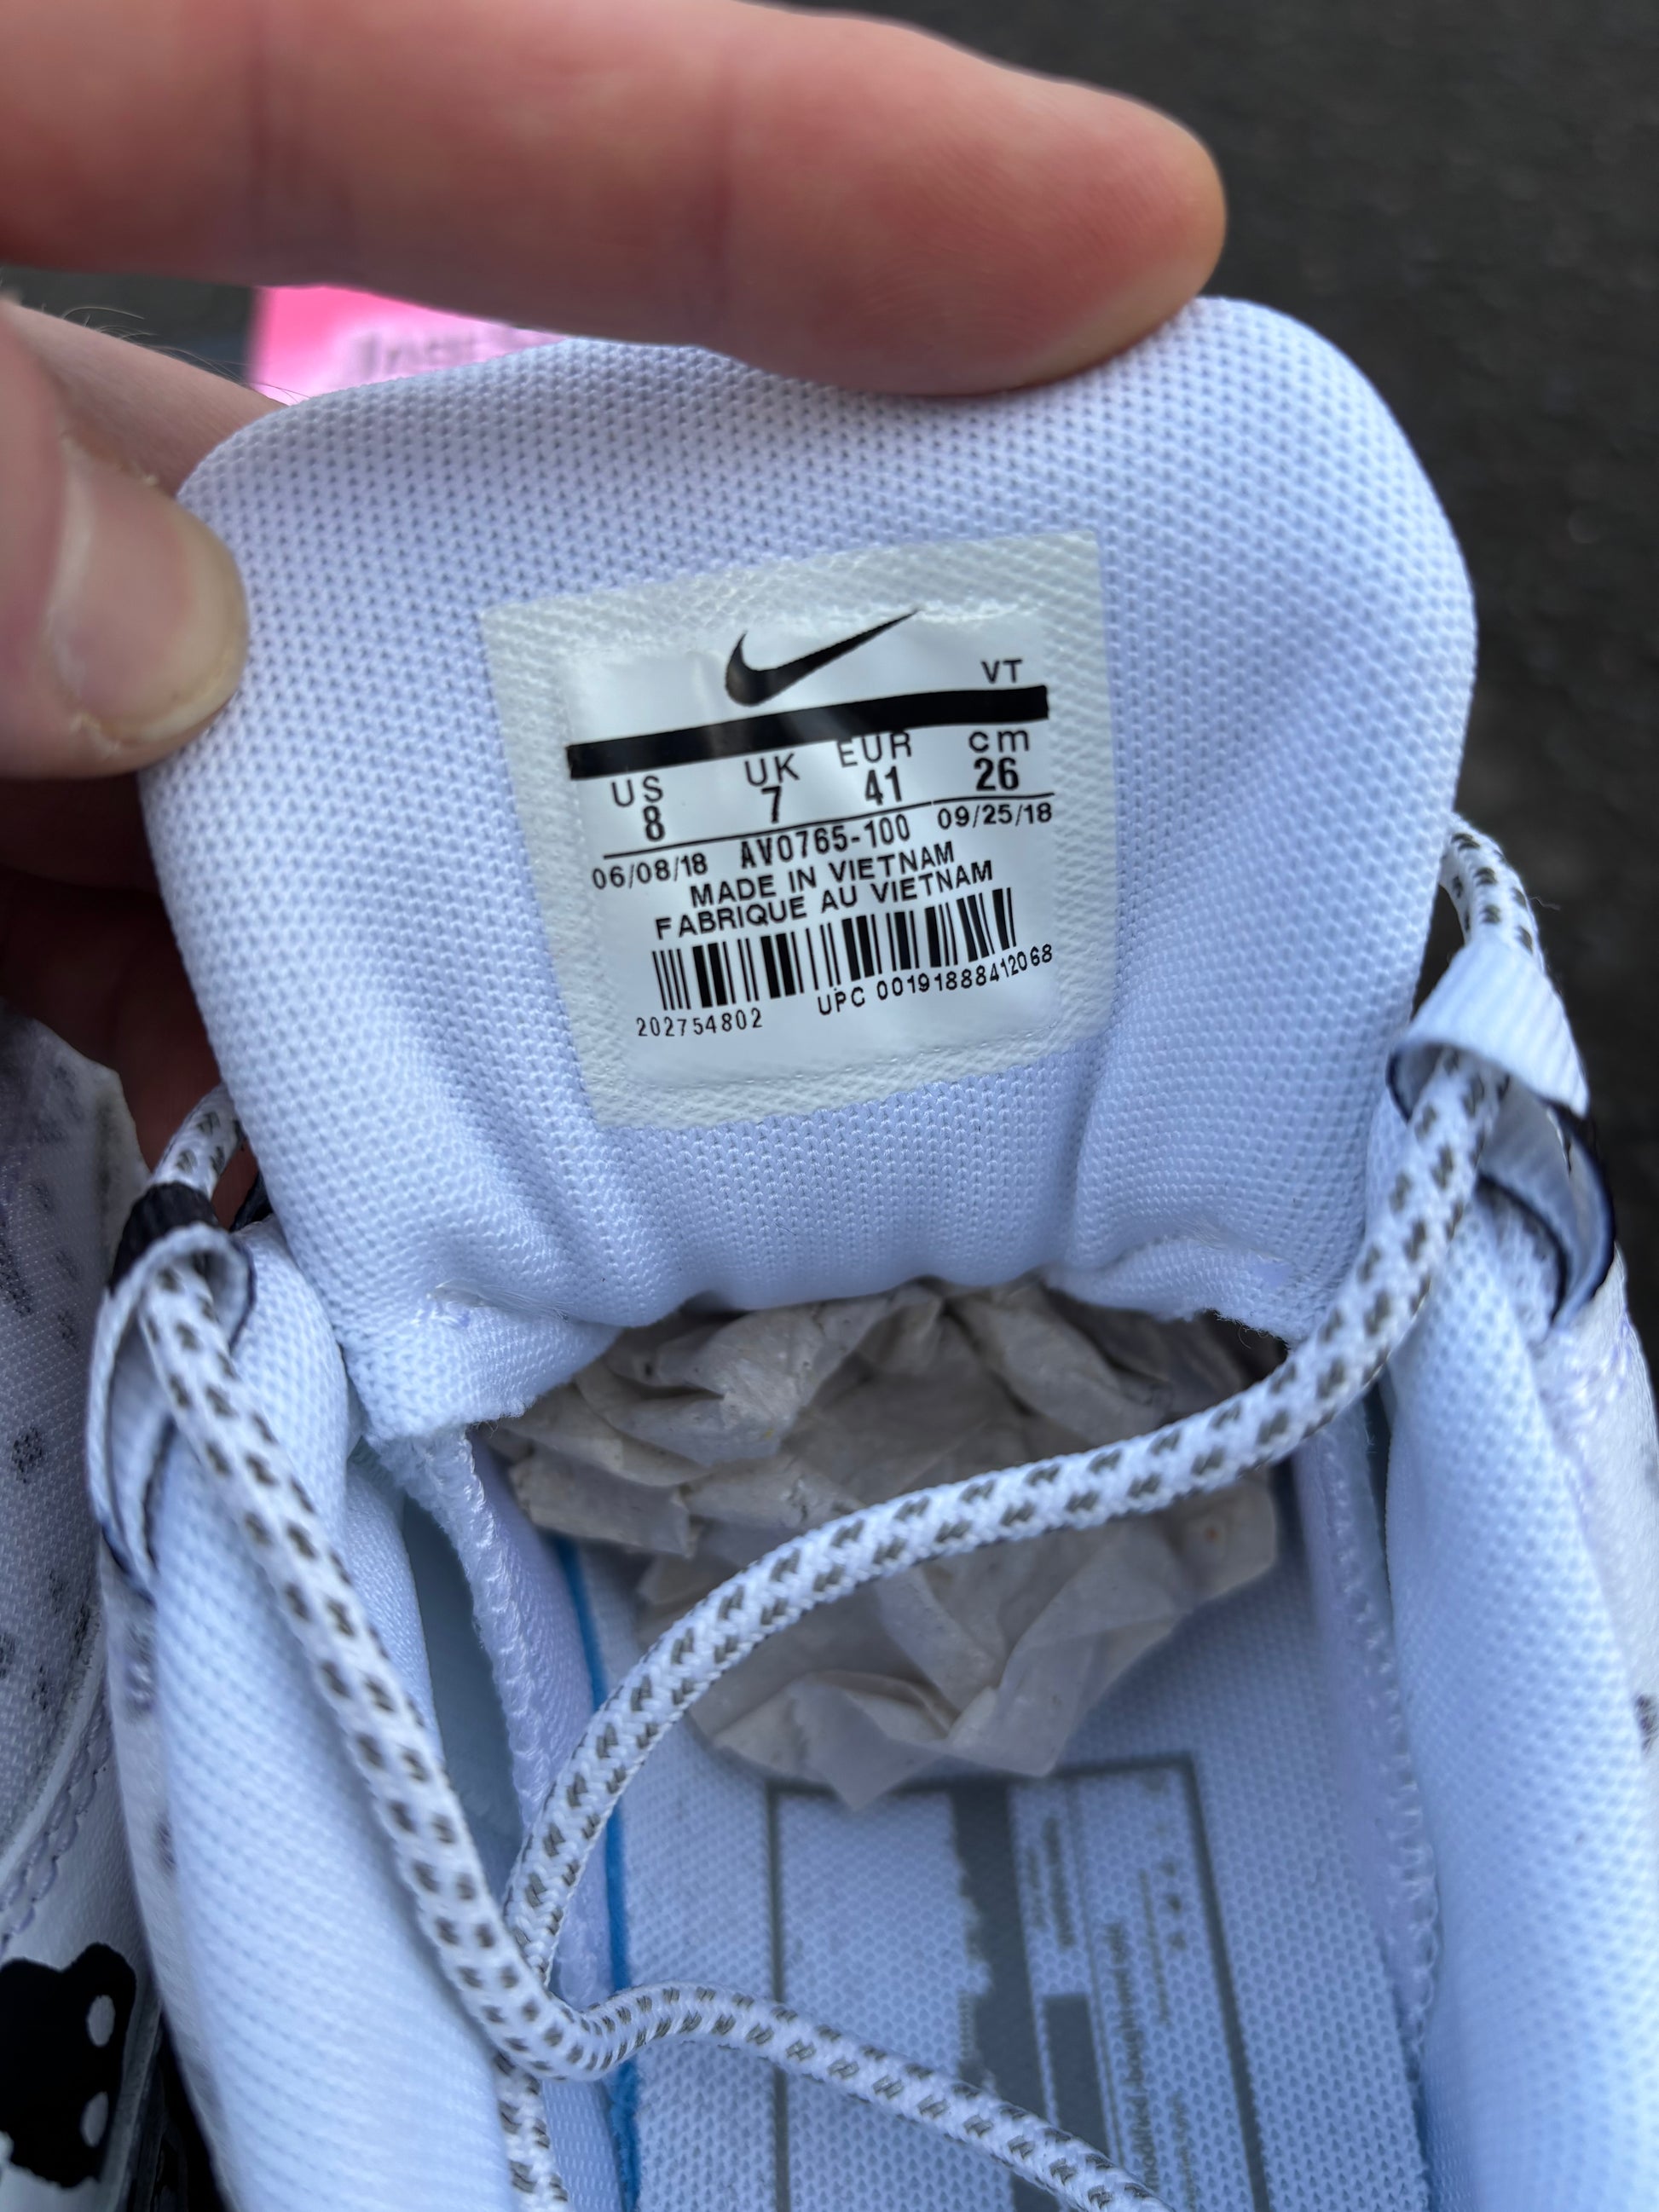 VT
US UK EUR cm
8 7 41 26
06/08/18 AV0765-100 09/25/18
MADE IN VIETNAM
FABRIQUE AU VIETNAM
202754802 UPC 00191888412068